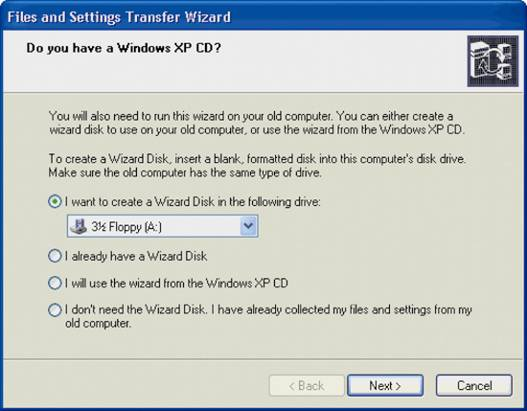 Files and Settings Transfer Wizard
Do you have a Windows XP CD?
You will also need to run this wizard on your old computer. You can either create a
wizard disk to use on your old computer, or use the wizard from the Windows XP CD.
To create a Wizard Disk, insert a blank, formatted disk into this computer's disk drive.
Make sure the old computer has the same type of drive.
I want to create a Wizard Disk in the following drive:
3½ Floppy (A:)
I already have a Wizard Disk
I will use the wizard from the Windows XP CD
I don't need the Wizard Disk. I have already collected my files and settings from my
old computer.
< Back Next > Cancel